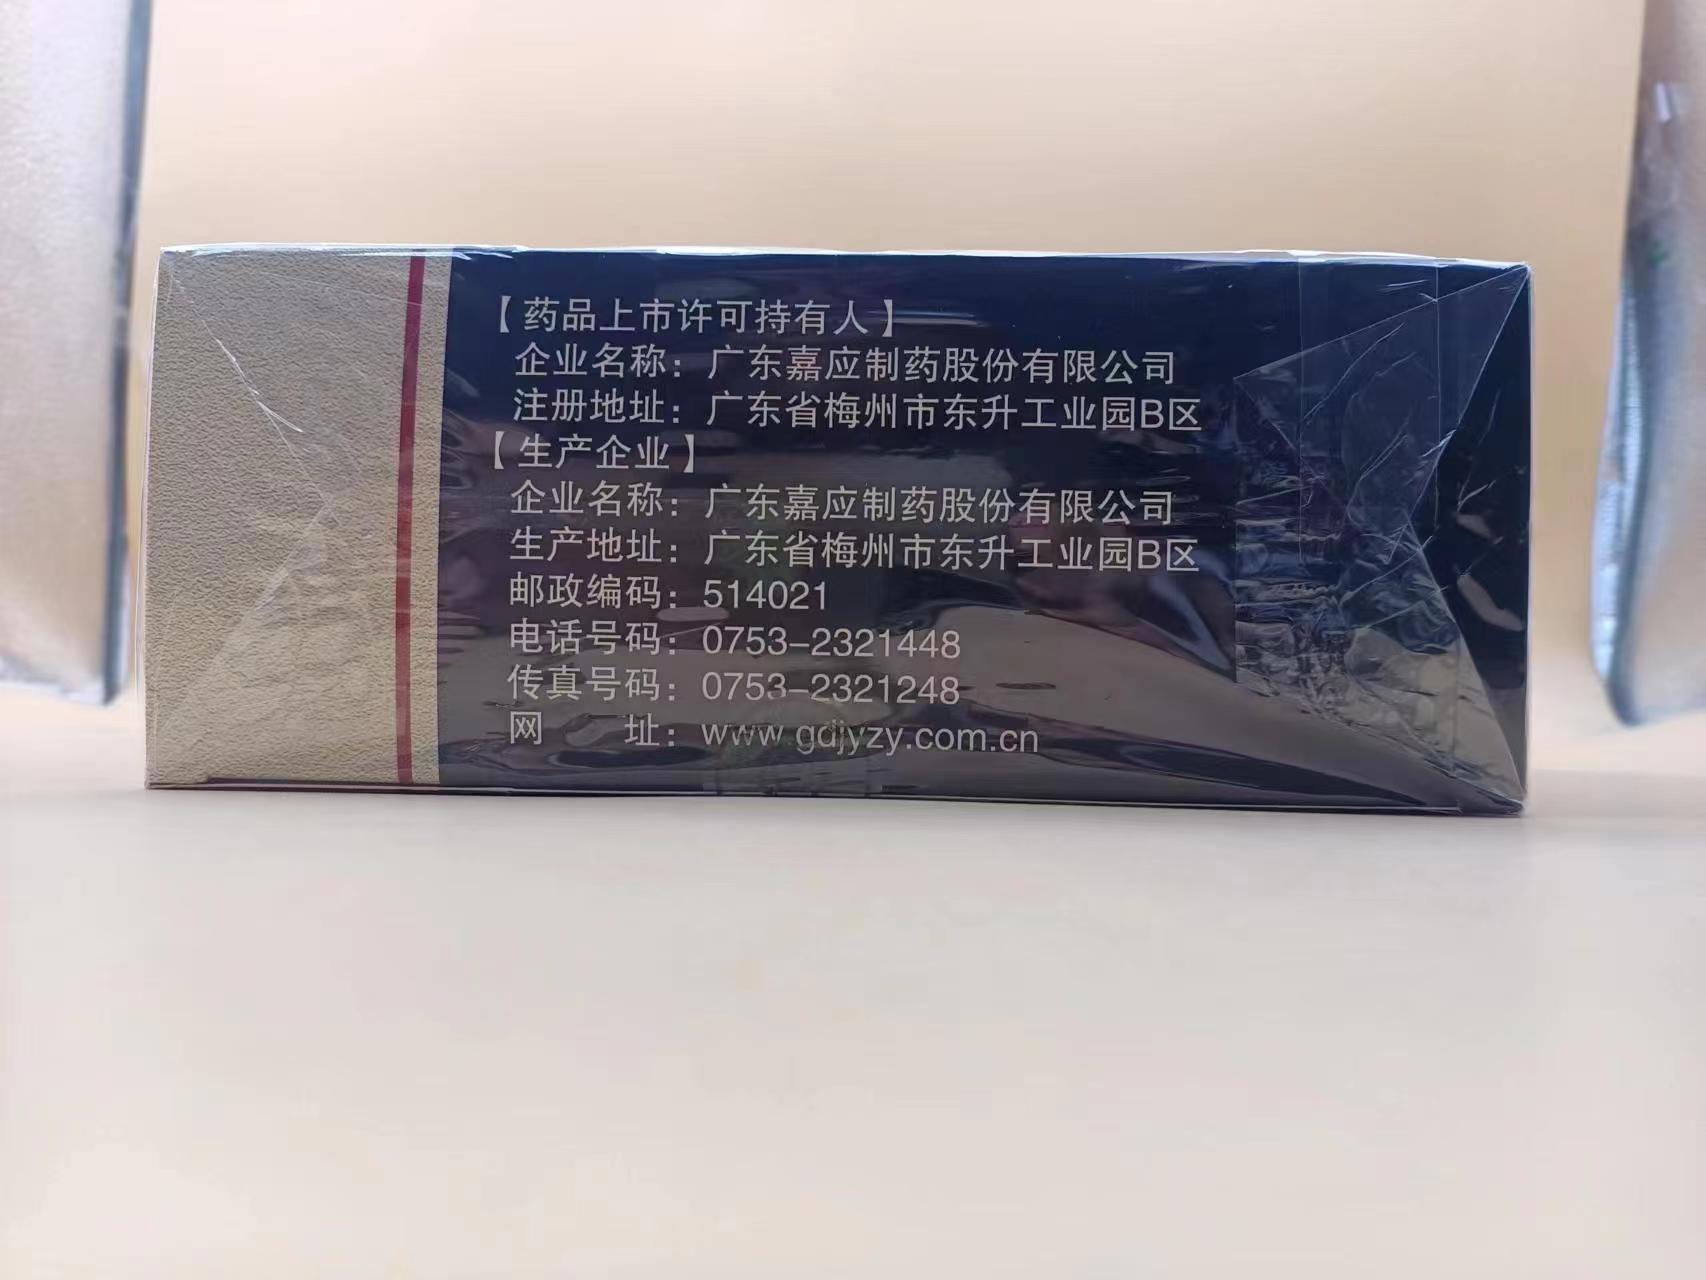 【药品上市许可持有人】
企业名称：广东嘉应制药股份有限公司
注册地址：广东省梅州市东升工业园B区
【生产企业】
企业名称：广东嘉应制药股份有限公司
生产地址：广东省梅州市东升工业园B区
邮政编码：514021
电话号码：0753-2321448
传真号码：0753-2321248
网　　址：www.gdjyzy.com.cn